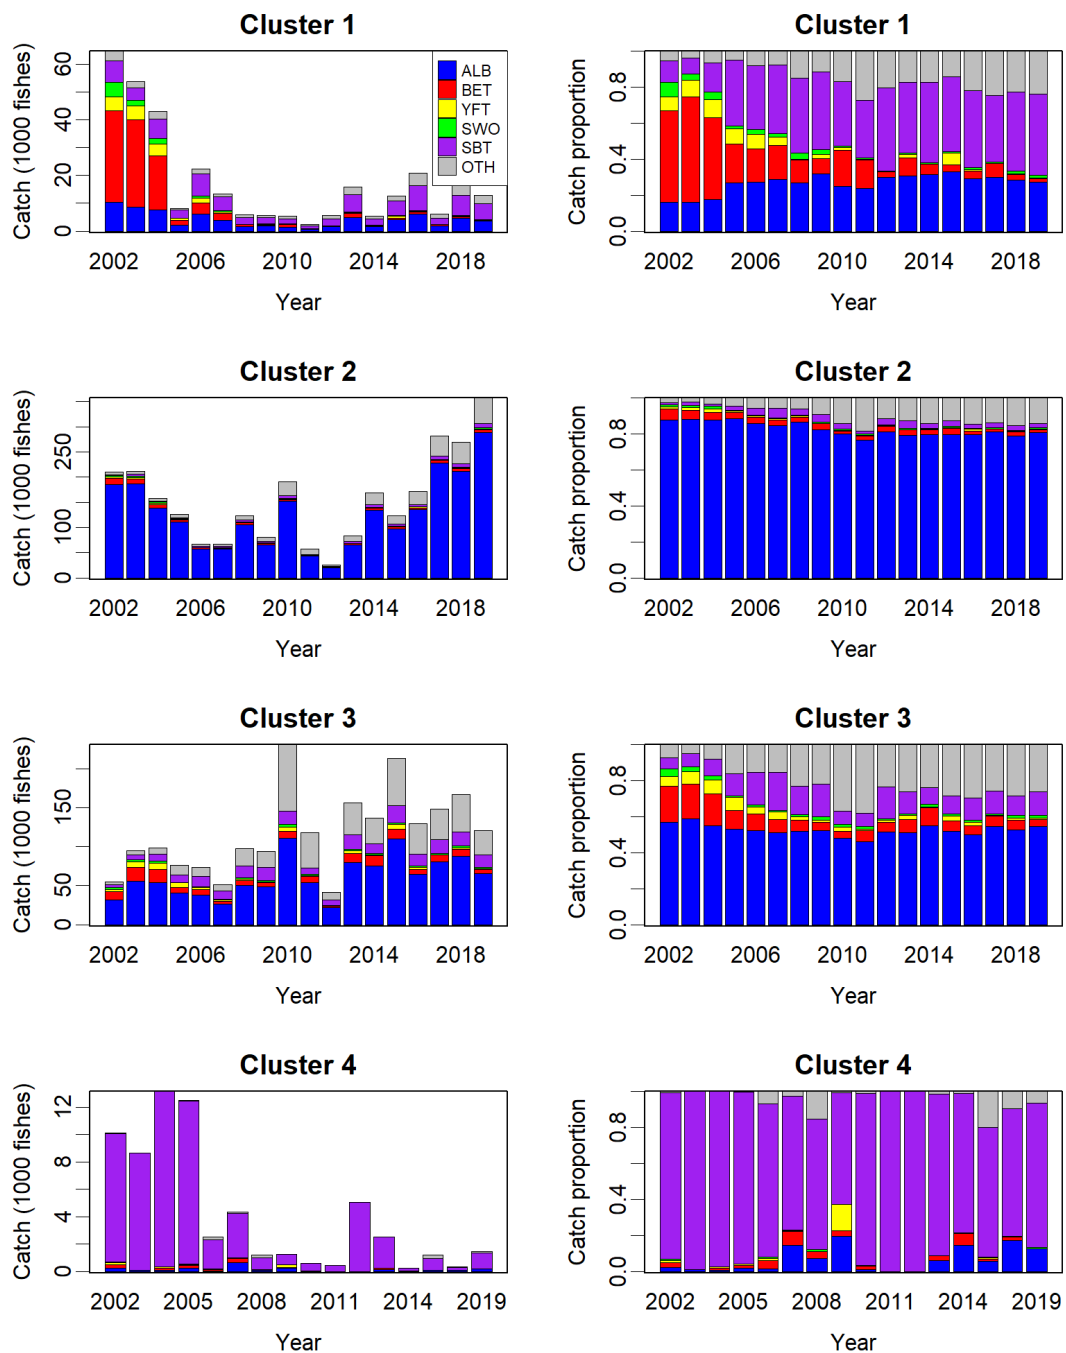 Cluster 1
Catch (1000 fishes)
60
40
20
0
ALB
BET
YFT
SWO
SBT
OTH
2002 2006 2010 2014 2018
Year
Cluster 1
Catch proportion
0.8
0.4
0.0
2002 2006 2010 2014 2018
Year
Cluster 2
Catch (1000 fishes)
250
100
0
2002 2006 2010 2014 2018
Year
Cluster 2
Catch proportion
0.8
0.4
0.0
2002 2006 2010 2014 2018
Year
Cluster 3
Catch (1000 fishes)
150
50
0
2002 2006 2010 2014 2018
Year
Cluster 3
Catch proportion
0.8
0.4
0.0
2002 2006 2010 2014 2018
Year
Cluster 4
Catch (1000 fishes)
12
8
4
0
2002 2005 2008 2011 2014 2019
Year
Cluster 4
Catch proportion
0.8
0.4
0.0
2002 2008 2011 2014 2019
Year